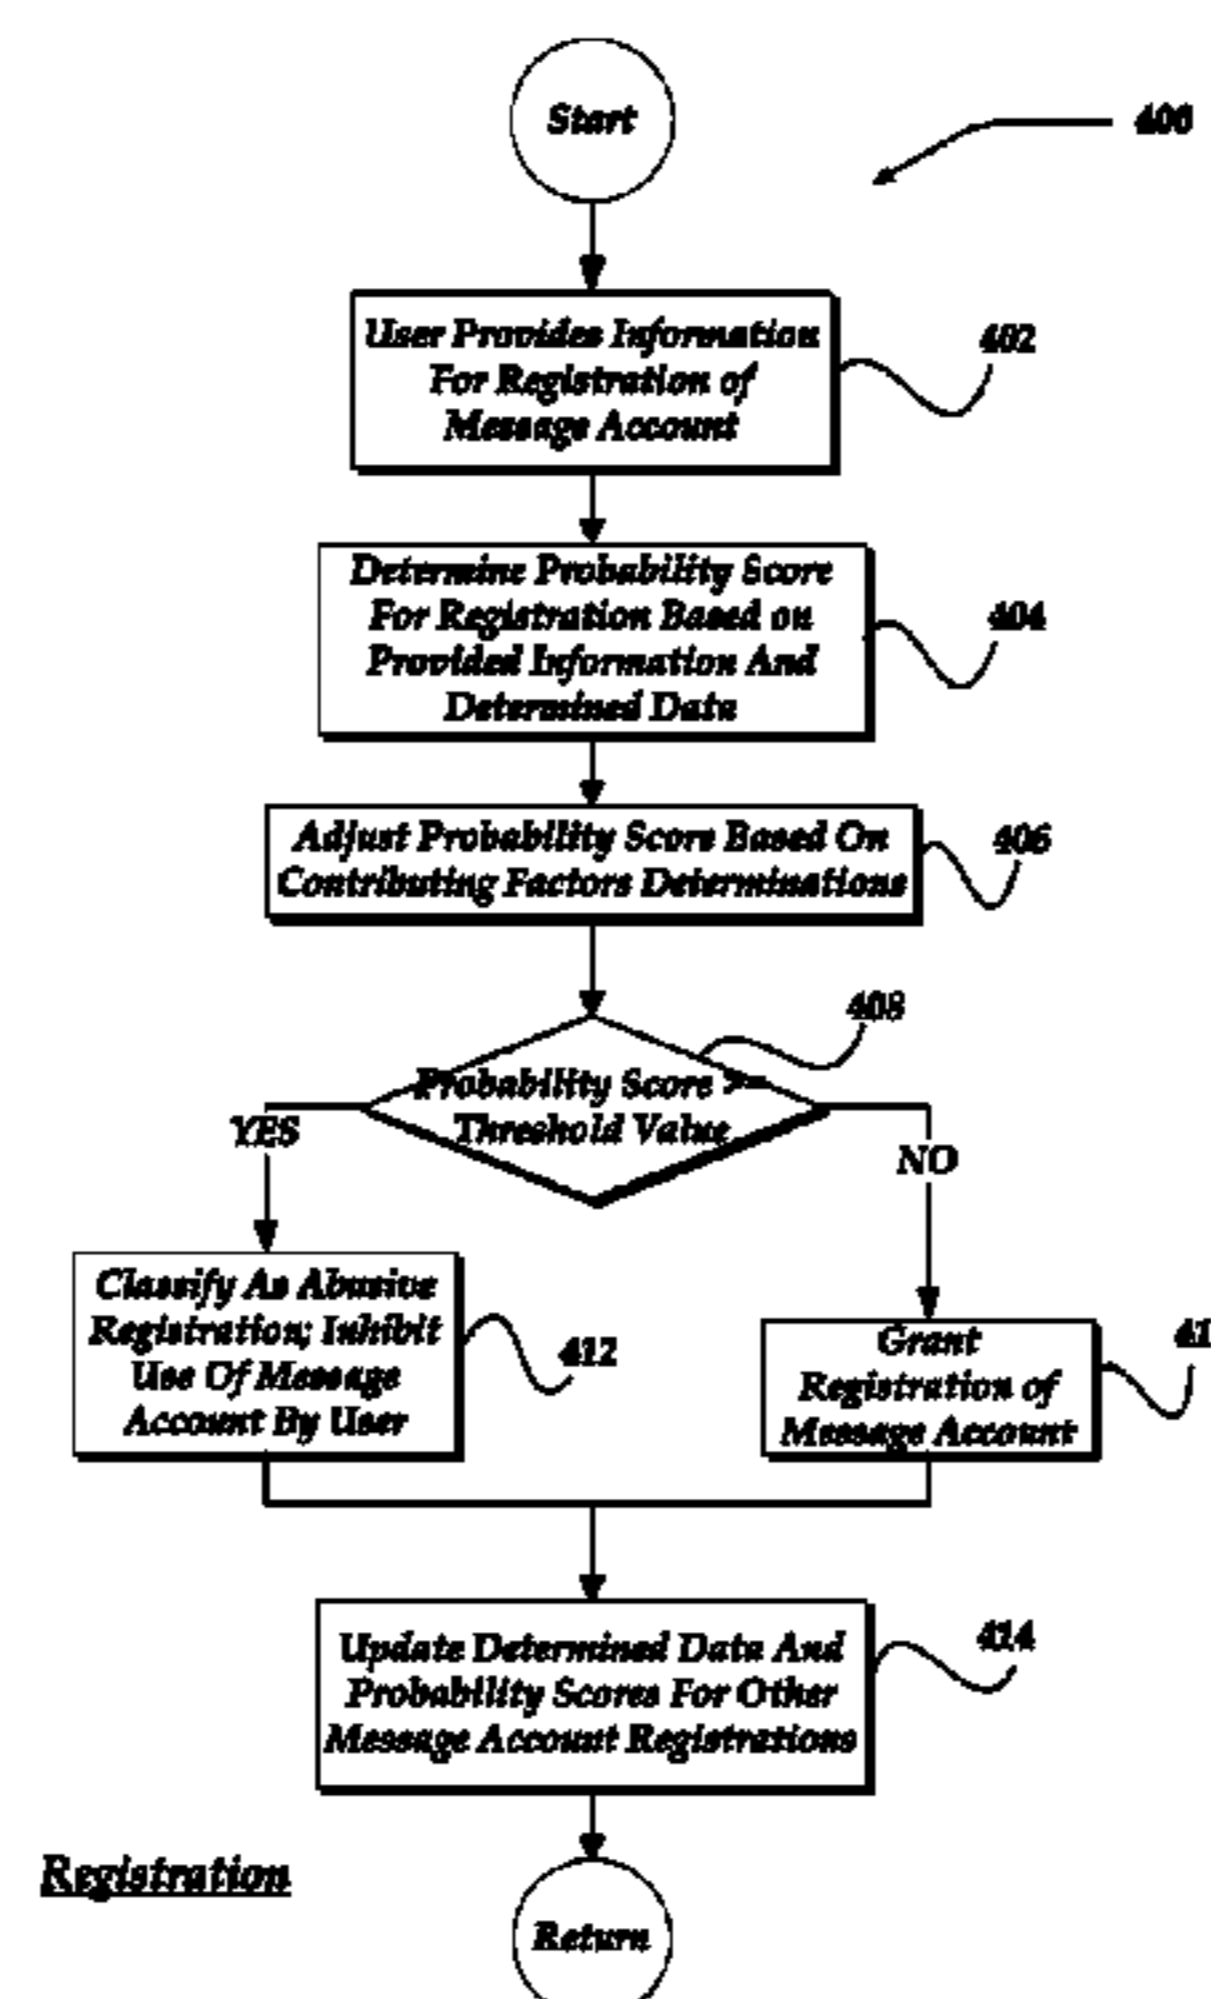 Start
400
User Provides Information
For Registration of
Message Account
402
Determine Probability Score
For Registration Based on
Provided Information And
Determined Data
404
Adjust Probability Score Based On
Contributing Factors Determinations
406
408
Probability Score >=
Threshold Value
YES
NO
Classify As Abusive
Registration; Inhibit
Use Of Message
Account By User
412
Grant
Registration of
Message Account
41
Update Determined Data And
Probability Scores For Other
Message Account Registrations
414
Registration
Return